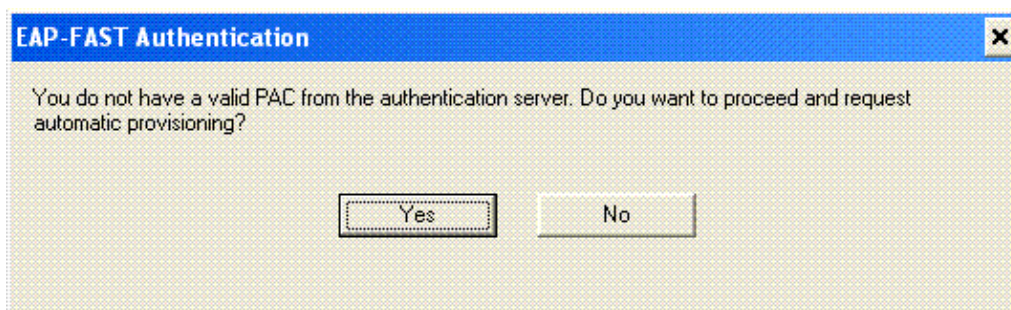 EAP-FAST Authentication
You do not have a valid PAC from the authentication server. Do you want to proceed and request
automatic provisioning?
Yes
No